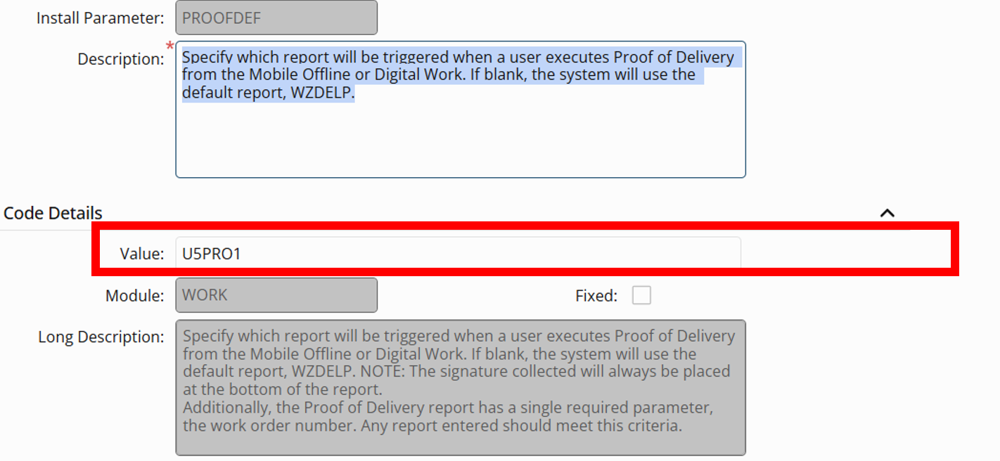 Install Parameter: PROOFDEF
Description: * Specify which report will be triggered when a user executes Proof of Delivery
from the Mobile Offline or Digital Work. If blank, the system will use the
default report, WZDELP.
Code Details
Value: U5PRO1
Module: WORK Fixed:
Long Description: Specify which report will be triggered when a user executes Proof of Delivery
from the Mobile Offline or Digital Work. If blank, the system will use the
default report, WZDELP. NOTE: The signature collected will always be placed
at the bottom of the report.
Additionally, the Proof of Delivery report has a single required parameter,
the work order number. Any report entered should meet this criteria.